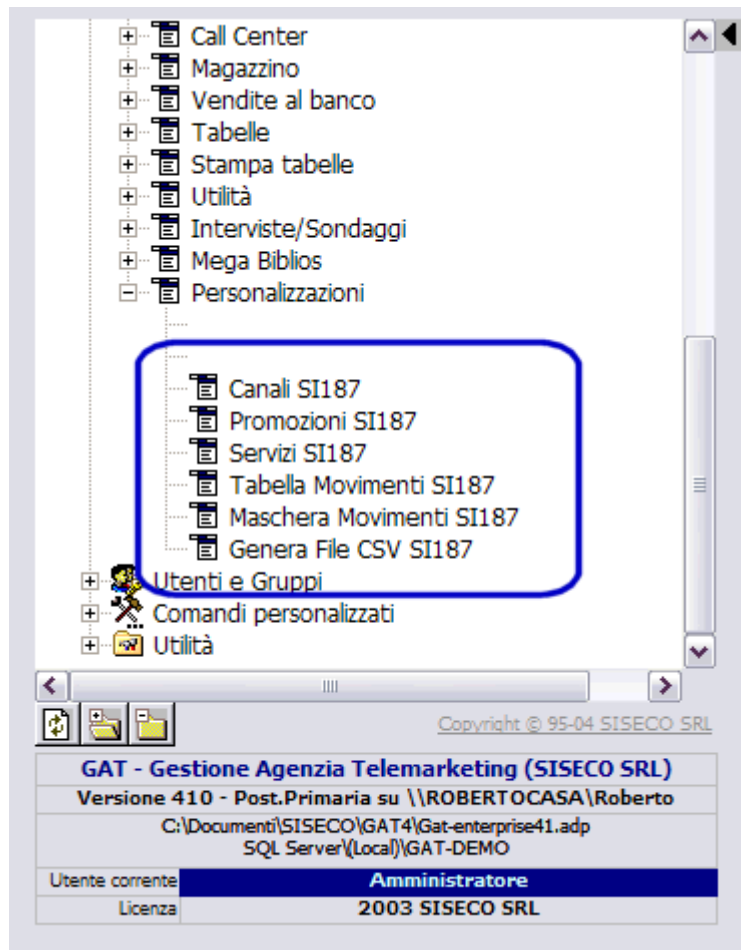 Call Center
Magazzino
Vendite al banco
Tabelle
Stampa tabelle
Utilità
Interviste/Sondaggi
Mega Biblios
Personalizzazioni
Canali SI187
Promozioni SI187
Servizi SI187
Tabella Movimenti SI187
Maschera Movimenti SI187
Genera File CSV SI187
Utenti e Gruppi
Comandi personalizzati
Utilità
Copyright © 95-04 SISECO SRL
GAT - Gestione Agenzia Telemarketing (SISECO SRL)
Versione 410 - Post.Primaria su \\ROBERTOCASA\Roberto
C:\Documenti\SISECO\GAT4\Gat-enterprise41.adp
SQL Server\(Local)\GAT-DEMO
Utente corrente Amministratore
Licenza 2003 SISECO SRL